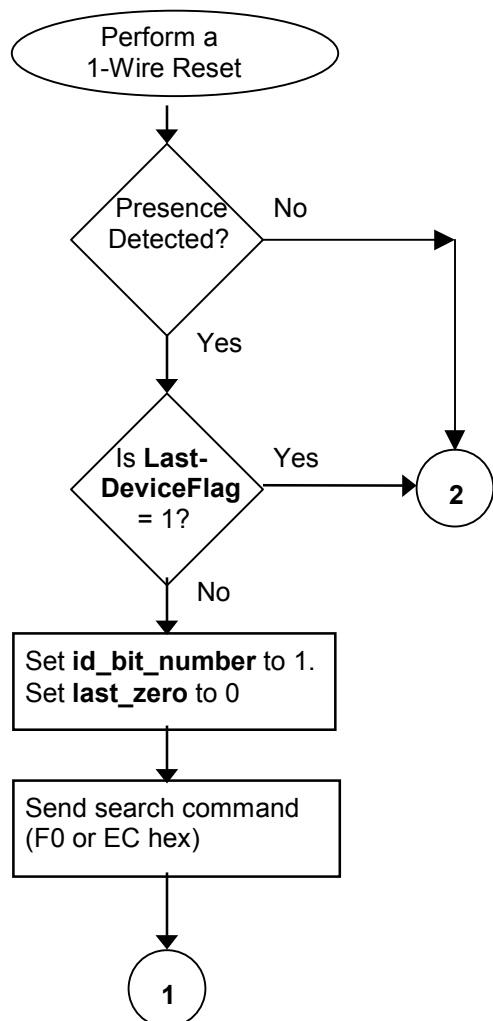 Perform a
1-Wire Reset
Presence
Detected?
No
Yes
Is Last-
DeviceFlag
= 1?
Yes
2
No
Set id_bit_number to 1.
Set last_zero to 0
Send search command
(F0 or EC hex)
1